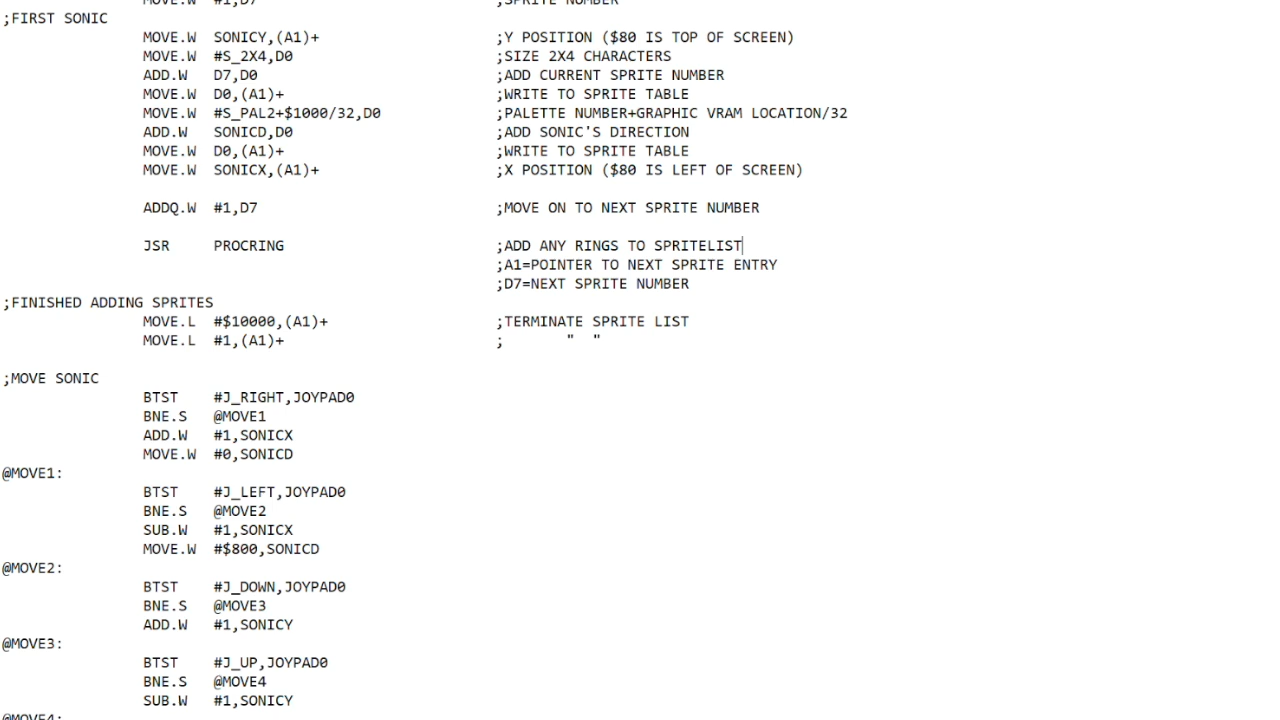 MOVE.W #1,D7 ;SPRITE NUMBER
;FIRST SONIC
MOVE.W SONICY,(A1)+ ;Y POSITION ($80 IS TOP OF SCREEN)
MOVE.W #S_2X4,D0 ;SIZE 2X4 CHARACTERS
ADD.W D7,D0 ;ADD CURRENT SPRITE NUMBER
MOVE.W D0,(A1)+ ;WRITE TO SPRITE TABLE
MOVE.W #S_PAL2+$1000/32,D0 ;PALETTE NUMBER+GRAPHIC VRAM LOCATION/32
ADD.W SONICD,D0 ;ADD SONIC'S DIRECTION
MOVE.W D0,(A1)+ ;WRITE TO SPRITE TABLE
MOVE.W SONICX,(A1)+ ;X POSITION ($80 IS LEFT OF SCREEN)
ADDQ.W #1,D7 ;MOVE ON TO NEXT SPRITE NUMBER
JSR PROCRING ;ADD ANY RINGS TO SPRITELIST
;A1=POINTER TO NEXT SPRITE ENTRY
;D7=NEXT SPRITE NUMBER
;FINISHED ADDING SPRITES
MOVE.L #$10000,(A1)+ ;TERMINATE SPRITE LIST
MOVE.L #1,(A1)+ ; " "
;MOVE SONIC
BTST #J_RIGHT,JOYPAD0
BNE.S @MOVE1
ADD.W #1,SONICX
MOVE.W #0,SONICD
@MOVE1:
BTST #J_LEFT,JOYPAD0
BNE.S @MOVE2
SUB.W #1,SONICX
MOVE.W #$800,SONICD
@MOVE2:
BTST #J_DOWN,JOYPAD0
BNE.S @MOVE3
ADD.W #1,SONICY
@MOVE3:
BTST #J_UP,JOYPAD0
BNE.S @MOVE4
SUB.W #1,SONICY
@MOVE4: